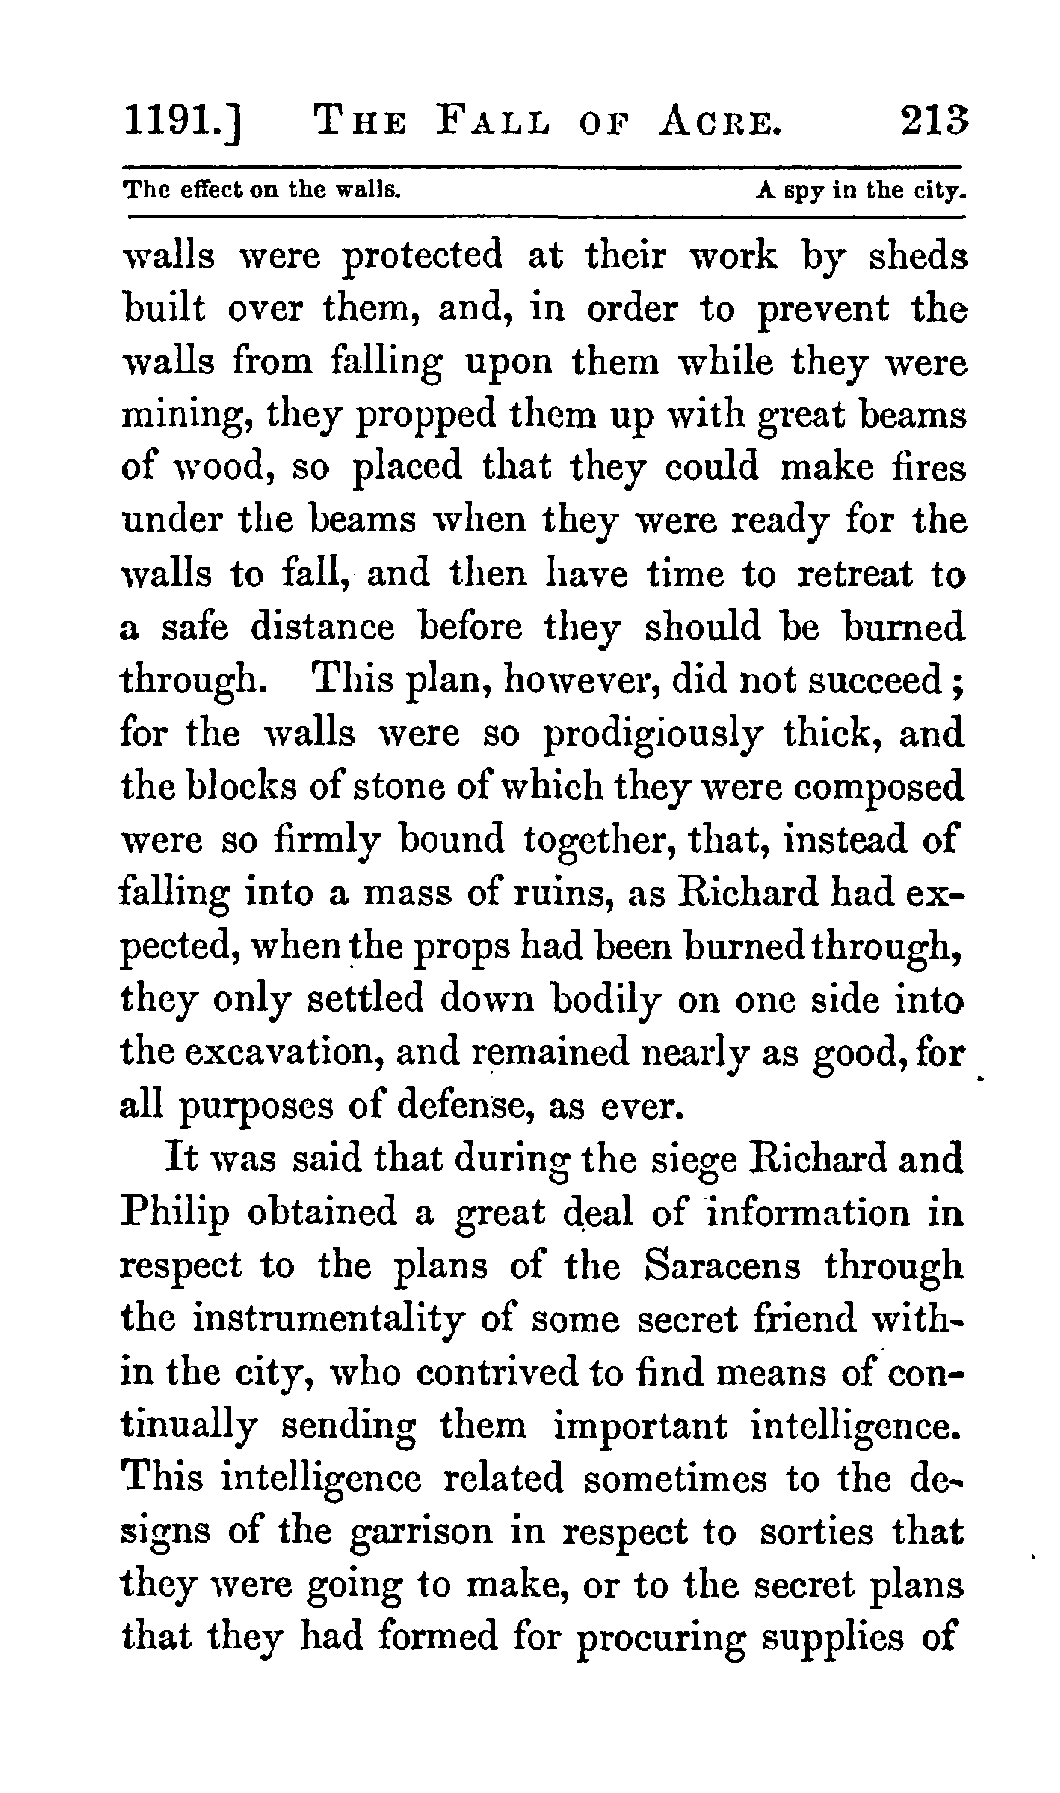 1191.] THE FALL OF ACRE. 213
The effect on the walls. A spy in the city.
walls were protected at their work by sheds
built over them, and, in order to prevent the
walls from falling upon them while they were
mining, they propped them up with great beams
of wood, so placed that they could make fires
under the beams when they were ready for the
walls to fall, and then have time to retreat to
a safe distance before they should be burned
through. This plan, however, did not succeed;
for the walls were so prodigiously thick, and
the blocks of stone of which they were composed
were so firmly bound together, that, instead of
falling into a mass of ruins, as Richard had ex-
pected, when the props had been burned through,
they only settled down bodily on one side into
the excavation, and remained nearly as good, for
all purposes of defense, as ever.
It was said that during the siege Richard and
Philip obtained a great deal of information in
respect to the plans of the Saracens through
the instrumentality of some secret friend with-
in the city, who contrived to find means of con-
tinually sending them important intelligence.
This intelligence related sometimes to the de-
signs of the garrison in respect to sorties that
they were going to make, or to the secret plans
that they had formed for procuring supplies of